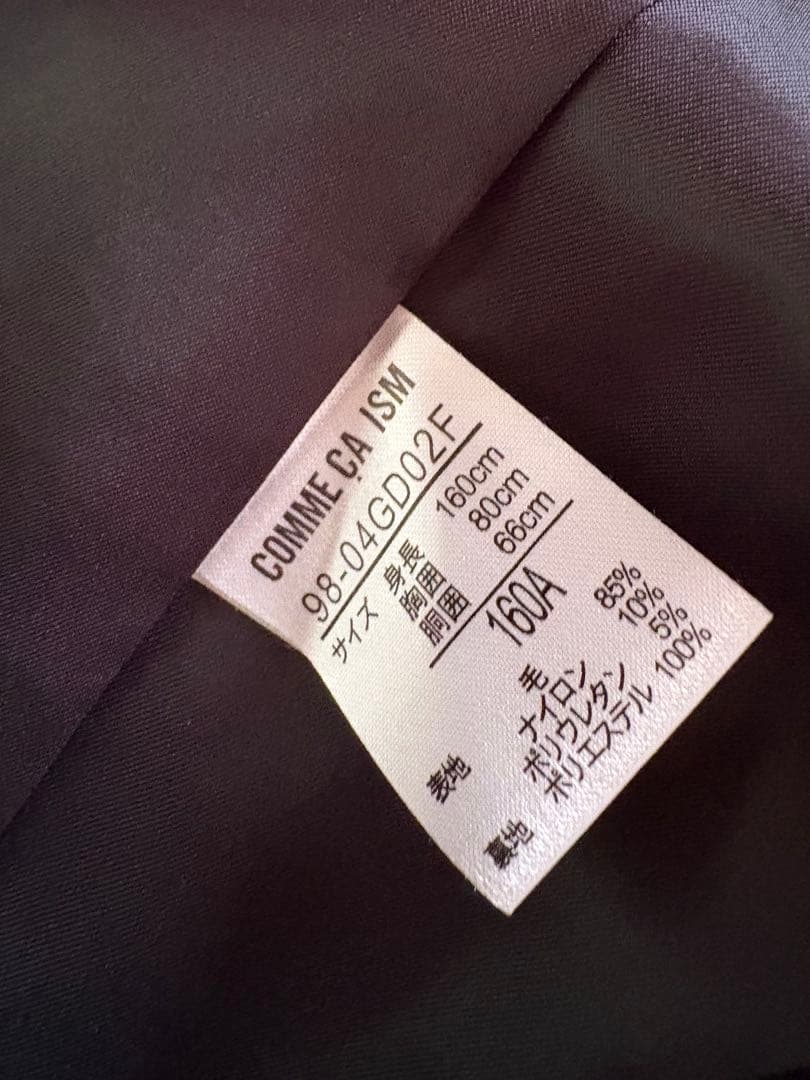 COMME ÇA ISM
98-04GD02F
サイズ 身長 160cm
胸囲 80cm
胴囲 66cm
160A
表地 毛 85%
ナイロン 10%
ポリウレタン 5%
裏地 ポリエステル 100%